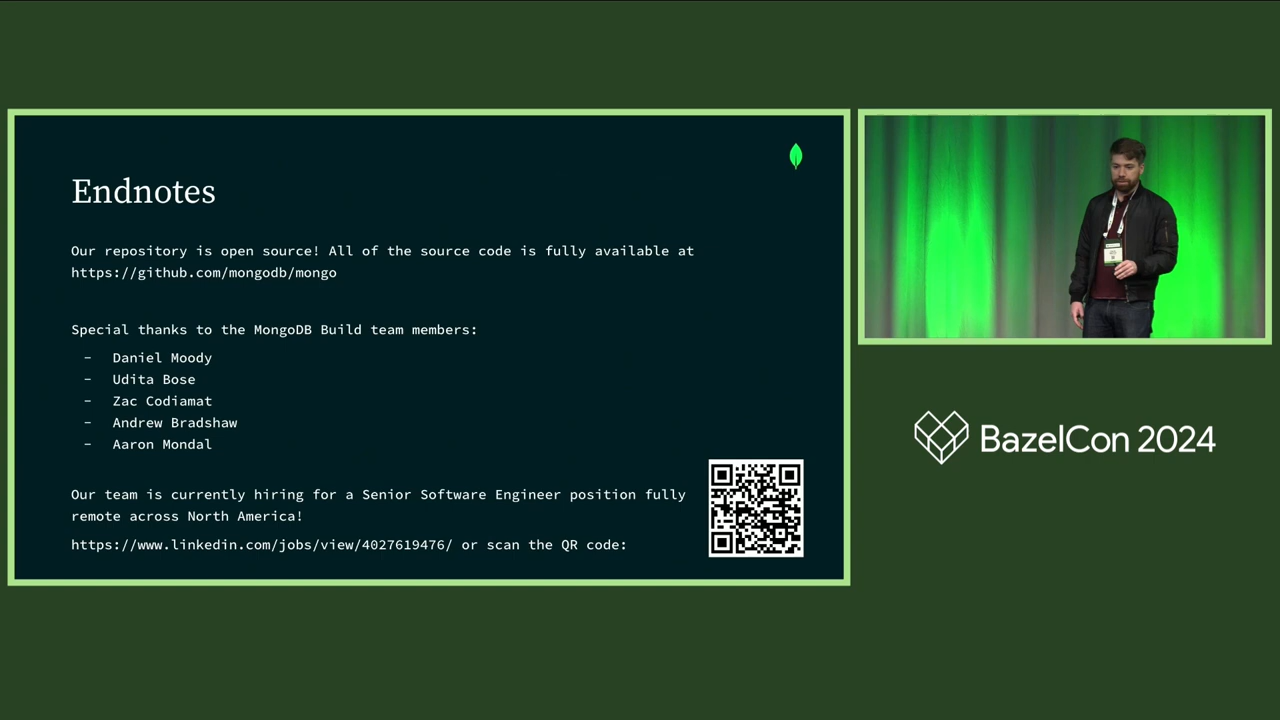 Endnotes
Our repository is open source! All of the source code is fully available at
https://github.com/mongodb/mongo
Special thanks to the MongoDB Build team members:
- Daniel Moody
- Udita Bose
- Zac Codiamat
- Andrew Bradshaw
- Aaron Mondal
Our team is currently hiring for a Senior Software Engineer position fully
remote across North America!
https://www.linkedin.com/jobs/view/4027619476/ or scan the QR code:
BazelCon 2024